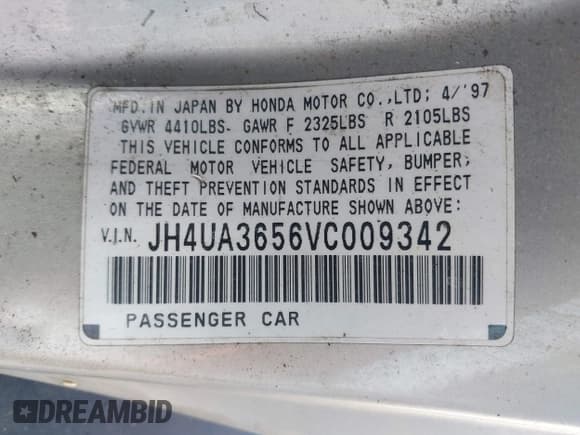 MFD. IN JAPAN BY HONDA MOTOR CO.,LTD; 4/'97
GVWR 4410LBS GAWR F 2325LBS R 2105LBS
THIS VEHICLE CONFORMS TO ALL APPLICABLE
FEDERAL MOTOR VEHICLE SAFETY, BUMPER,
AND THEFT PREVENTION STANDARDS IN EFFECT
ON THE DATE OF MANUFACTURE SHOWN ABOVE:
V.I.N. JH4UA3656VC009342
PASSENGER CAR
DREAMBID